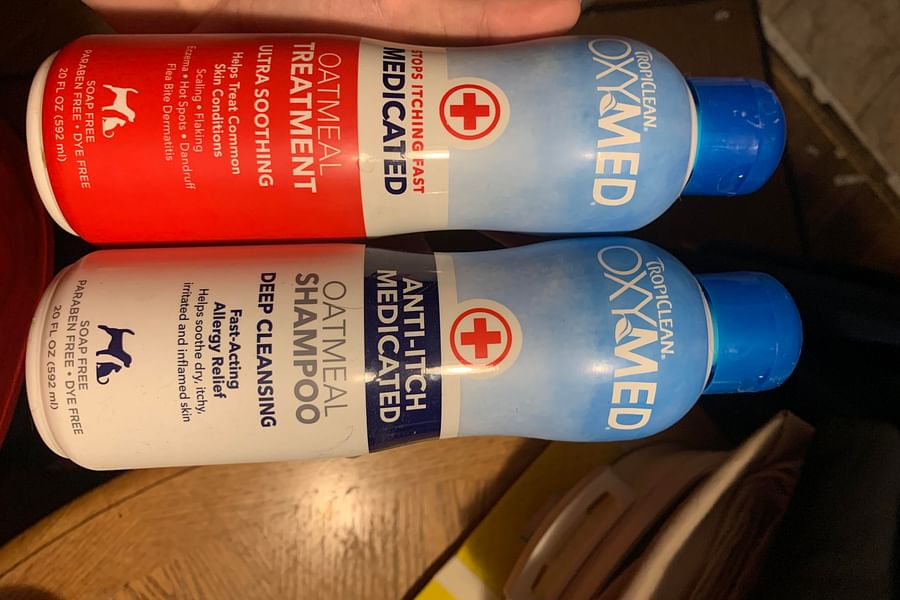 TROPICLEAN.
OXYMED
STOPS ITCHING FAST
MEDICATED
OATMEAL
TREATMENT
ULTRA SOOTHING
Helps Treat Common
Skin Conditions
Scaling • Flaking
Eczema • Hot Spots • Dandruff
Flea Bite Dermatitis
SOAP FREE
PARABEN FREE • DYE FREE
20 FL OZ (592 ml)
TROPICLEAN.
OXYMED
ANTI-ITCH
MEDICATED
OATMEAL
SHAMPOO
DEEP CLEANSING
Fast-Acting
Allergy Relief
Helps soothe dry, itchy,
irritated and inflamed skin
SOAP FREE
PARABEN FREE • DYE FREE
20 FL OZ (592 ml)